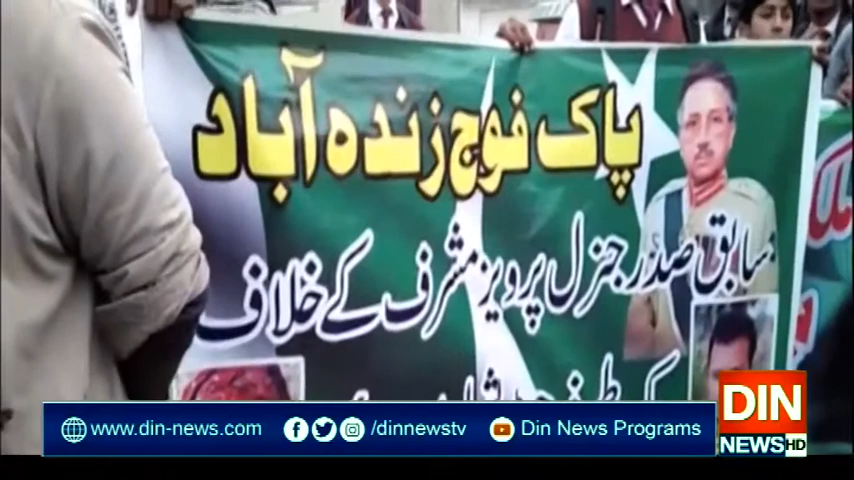 پاک فوج زندہ آباد
سابق صدر جنرل پرویز مشرف کے خلاف
www.din-news.com
/dinnewstv
Din News Programs
DIN
NEWS HD